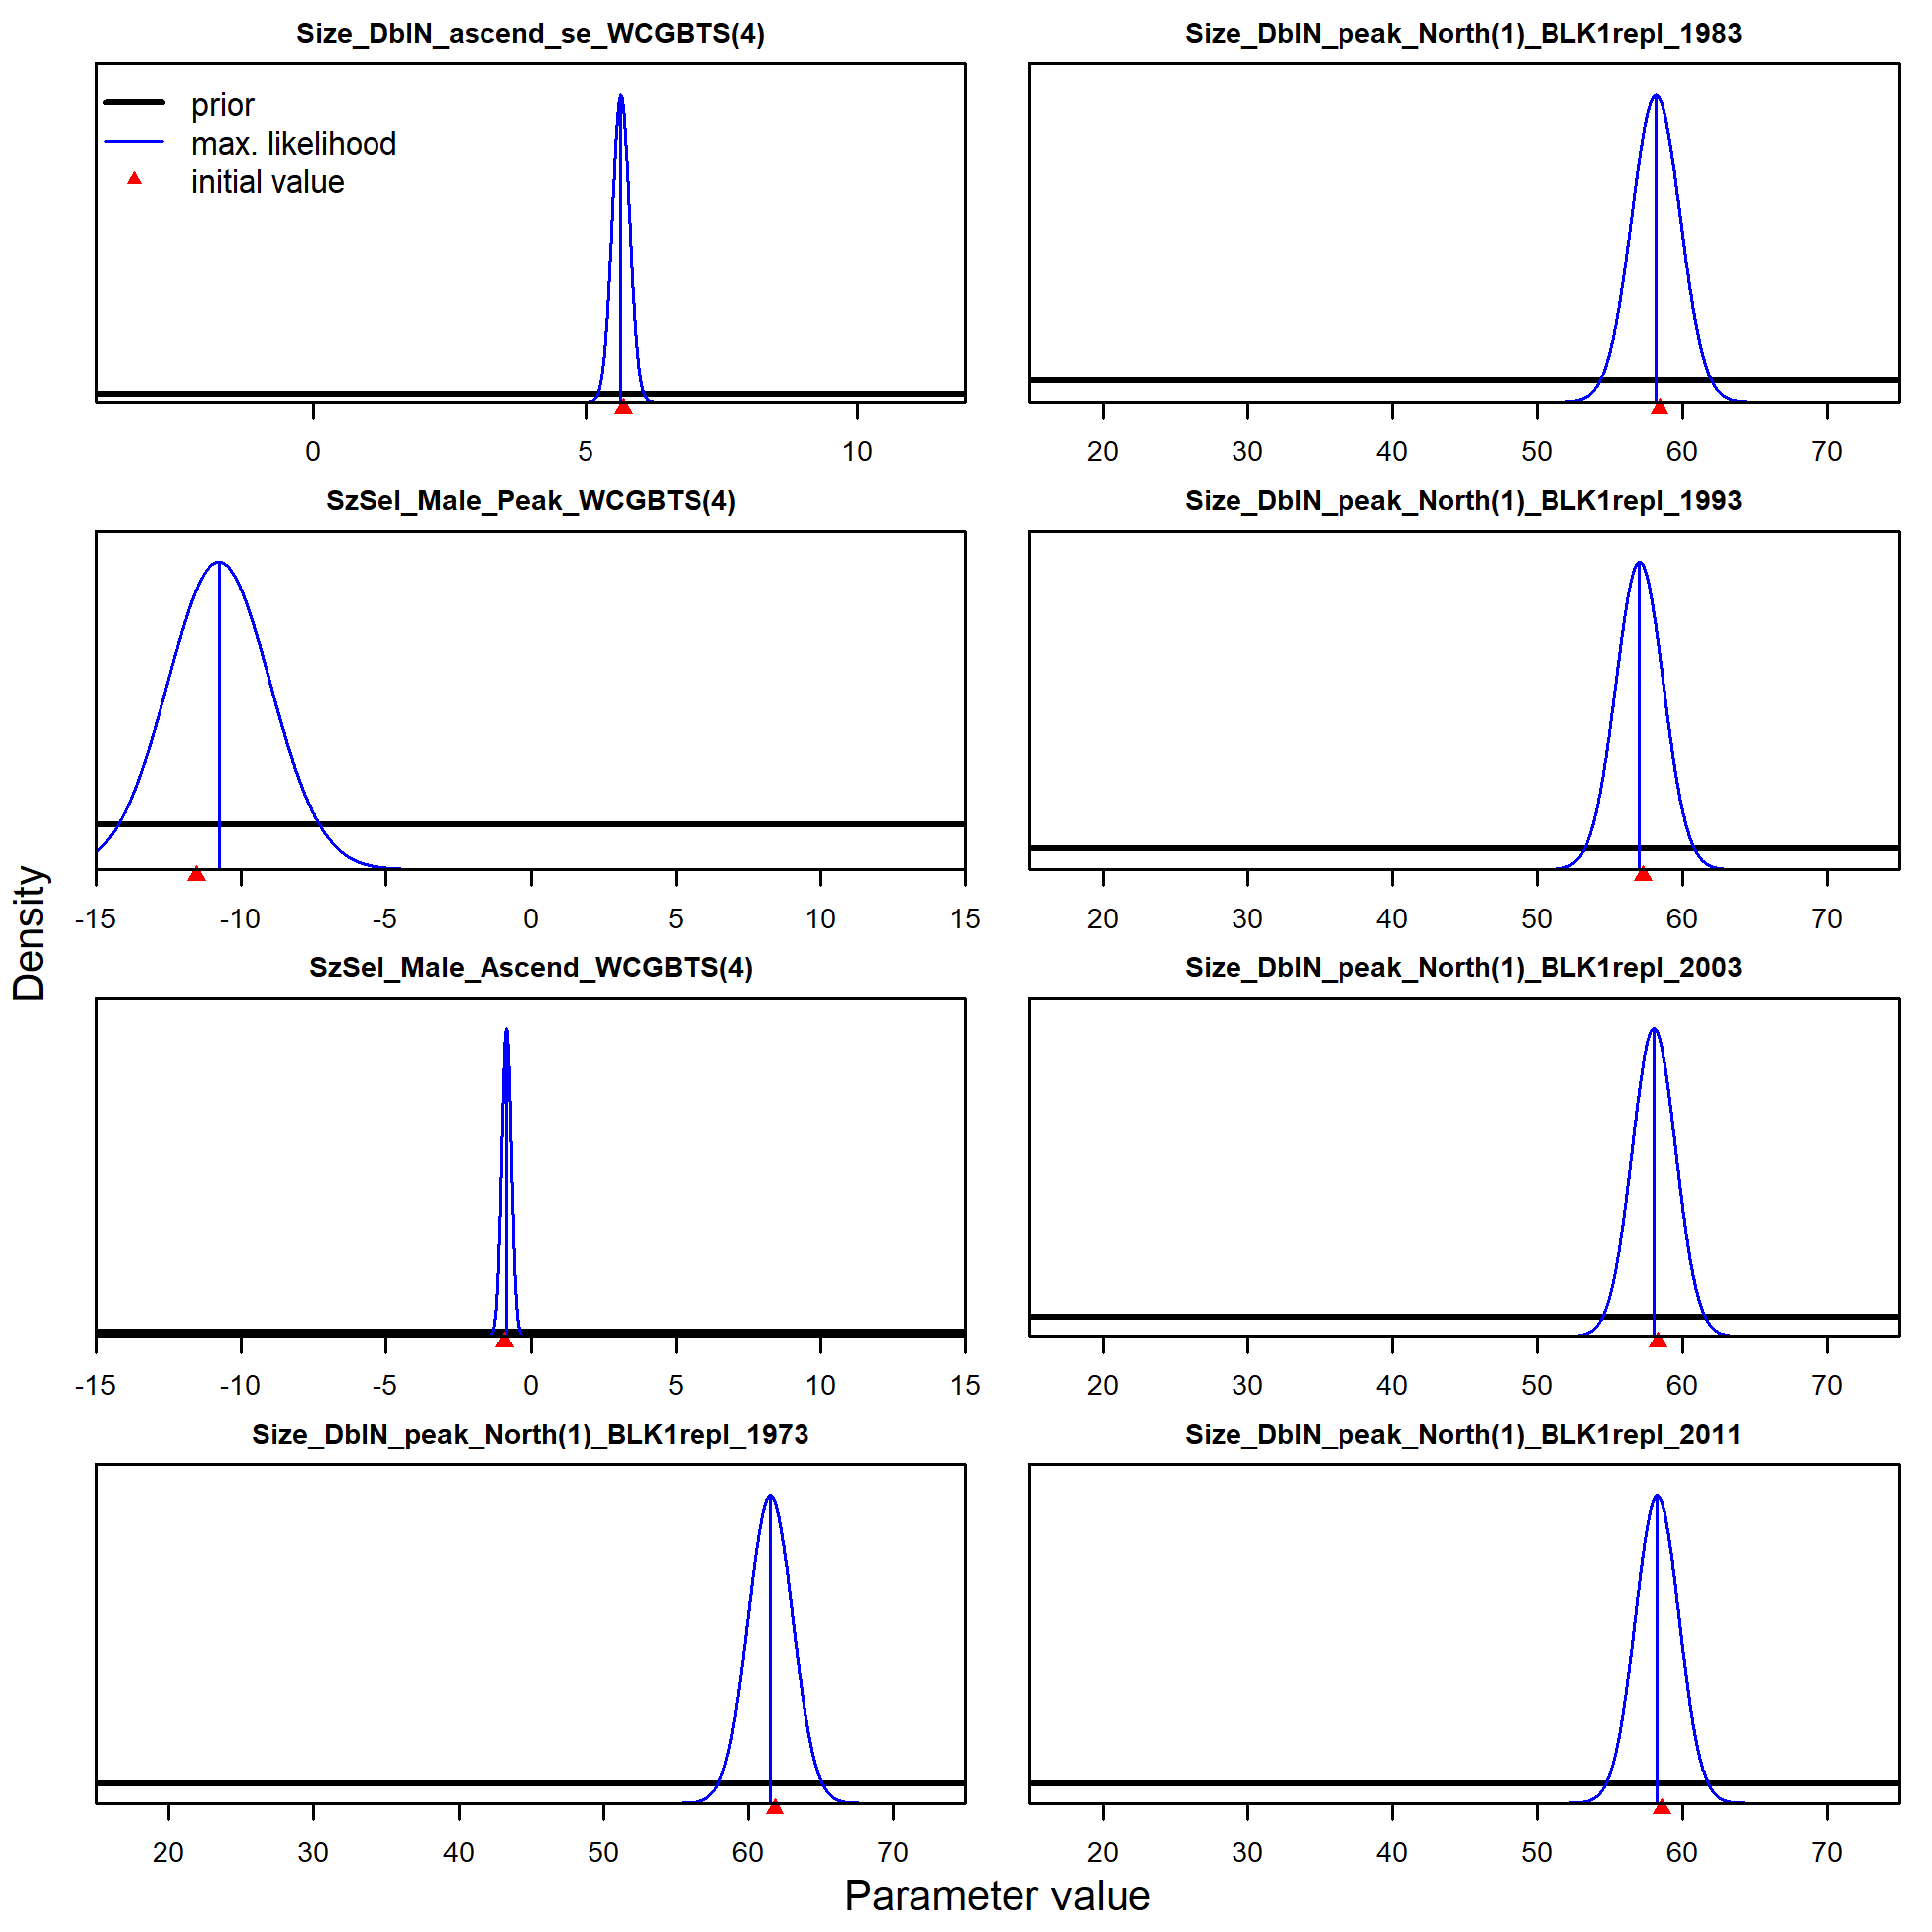 Size_DblN_ascend_se_WCGBTS(4)
prior
max. likelihood
initial value
0 5 10
SzSel_Male_Peak_WCGBTS(4)
-15 -10 -5 0 5 10 15
SzSel_Male_Ascend_WCGBTS(4)
-15 -10 -5 0 5 10 15
Size_DblN_peak_North(1)_BLK1repl_1973
20 30 40 50 60 70
Size_DblN_peak_North(1)_BLK1repl_1983
20 30 40 50 60 70
Size_DblN_peak_North(1)_BLK1repl_1993
20 30 40 50 60 70
Size_DblN_peak_North(1)_BLK1repl_2003
20 30 40 50 60 70
Size_DblN_peak_North(1)_BLK1repl_2011
20 30 40 50 60 70
Density
Parameter value